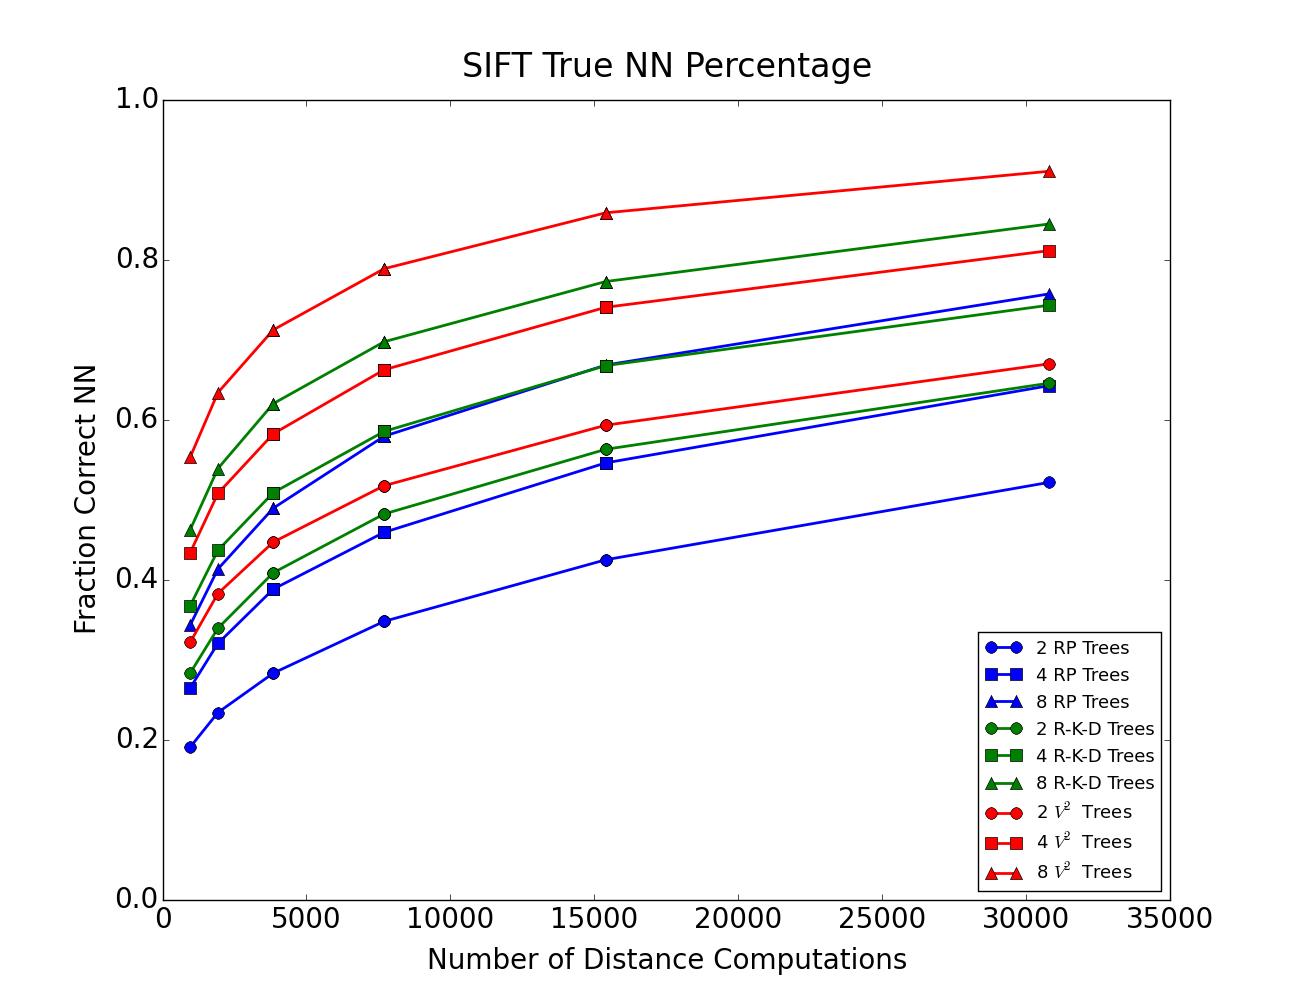 SIFT True NN Percentage
1.0
0.8
0.6
0.4
0.2
0.0
Fraction Correct NN
2 RP Trees
4 RP Trees
8 RP Trees
2 R-K-D Trees
4 R-K-D Trees
8 R-K-D Trees
2 V² Trees
4 V² Trees
8 V² Trees
0 5000 10000 15000 20000 25000 30000 35000
Number of Distance Computations